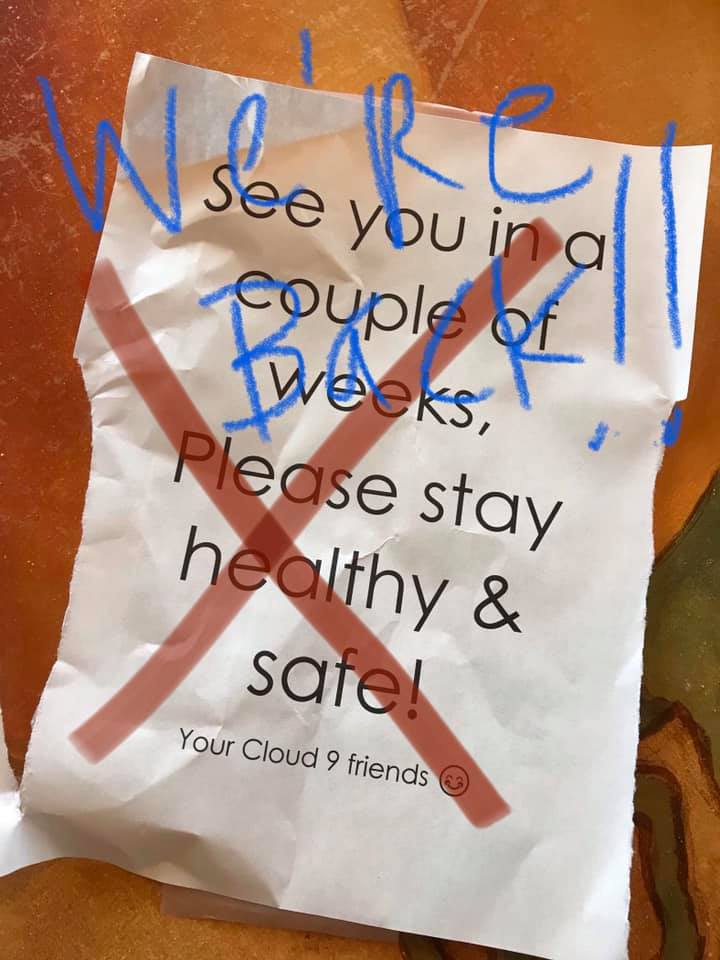 We're
BACK!!
See you in a
couple of
weeks,
Please stay
healthy &
safe!
Your Cloud 9 friends 😊